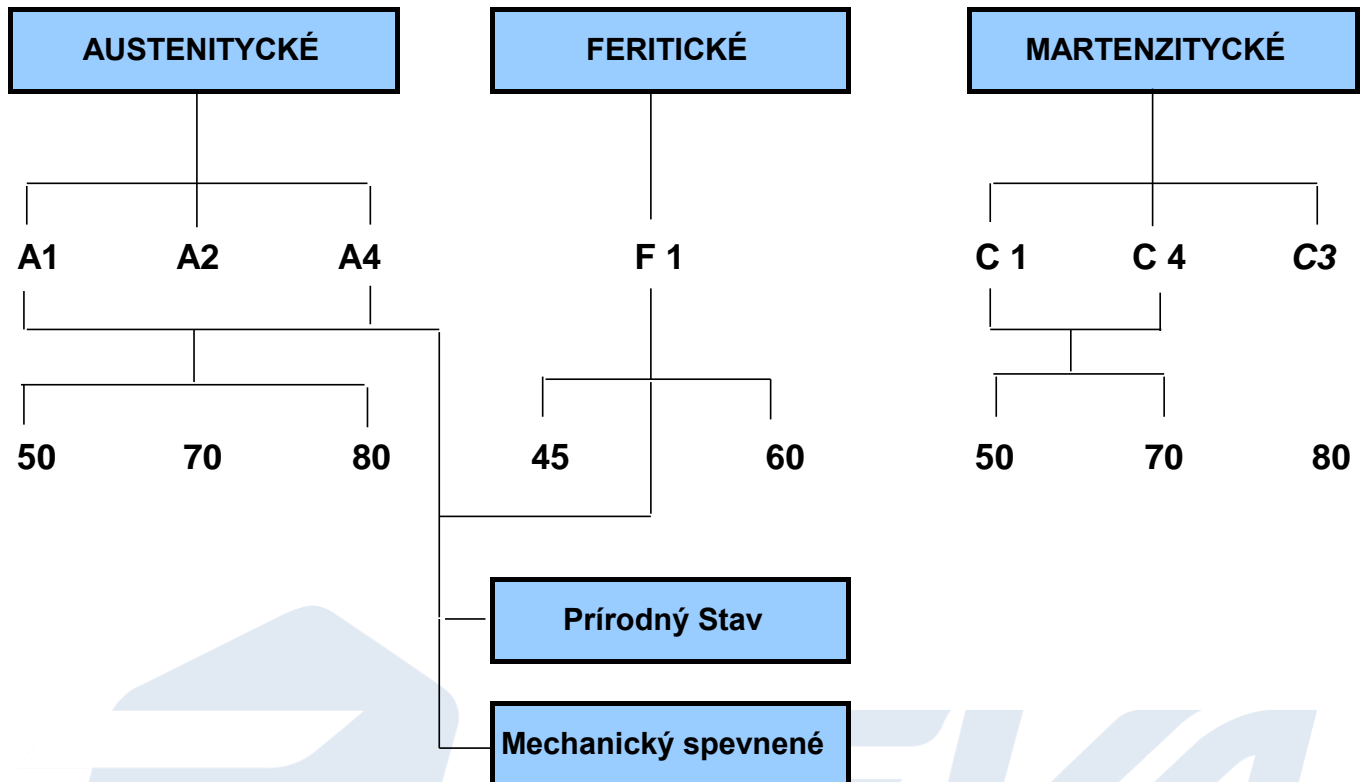 AUSTENITYCKÉ FERITICKÉ MARTENZITYCKÉ
A1 A2 A4 F 1 C 1 C 4 C3
50 70 80 45 60 50 70 80
Prírodný Stav
Mechanický spevnené